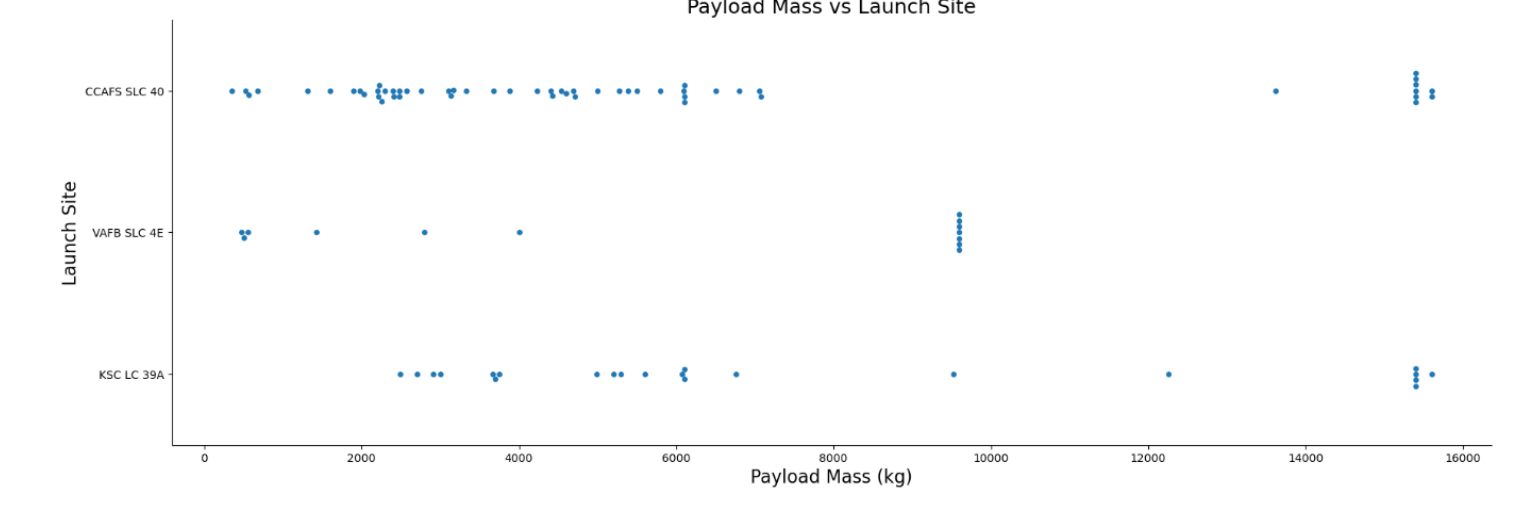 Payload Mass vs Launch Site
Launch Site
CCAFS SLC 40
VAFB SLC 4E
KSC LC 39A
0 2000 4000 6000 8000 10000 12000 14000 16000
Payload Mass (kg)